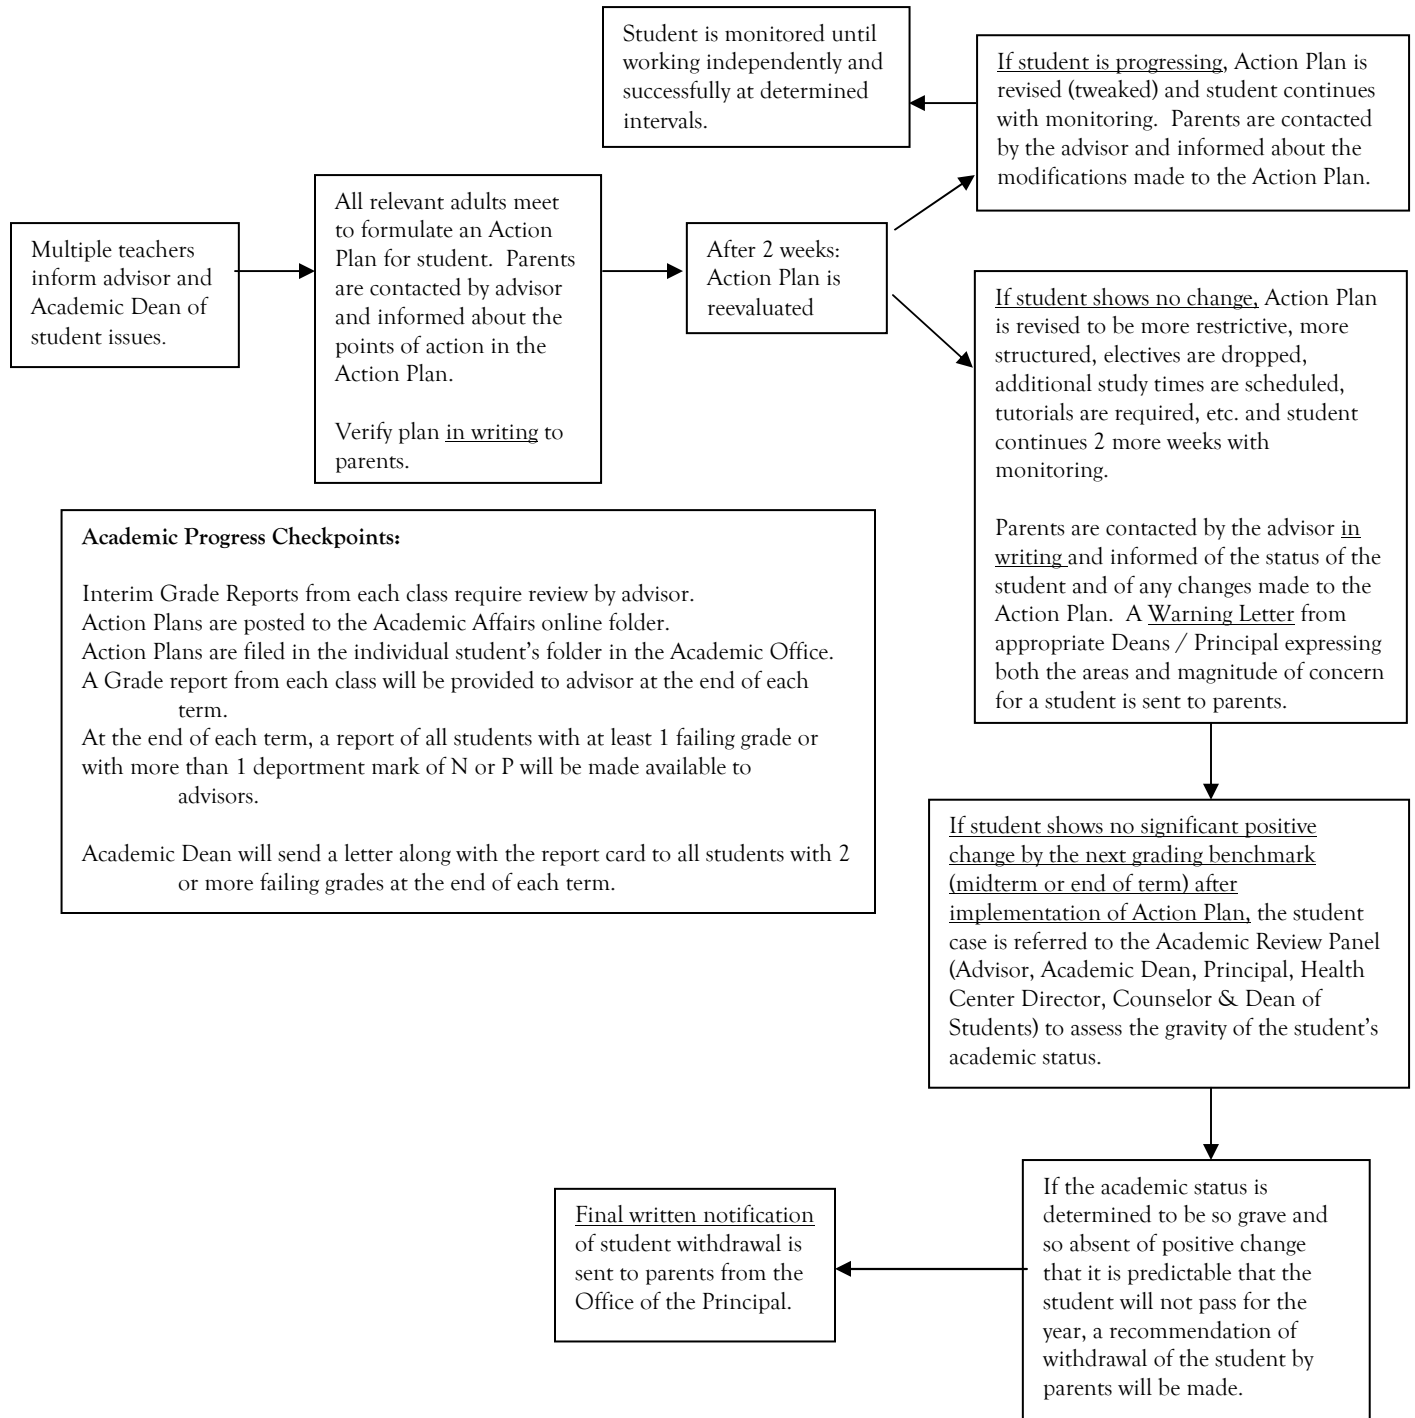 Student is monitored until
working independently and
successfully at determined
intervals.
If student is progressing, Action Plan is
revised (tweaked) and student continues
with monitoring.  Parents are contacted
by the advisor and informed about the
modifications made to the Action Plan.
Multiple teachers
inform advisor and
Academic Dean of
student issues.
All relevant adults meet
to formulate an Action
Plan for student.  Parents
are contacted by advisor
and informed about the
points of action in the
Action Plan.
Verify plan in writing to
parents.
After 2 weeks:
Action Plan is
reevaluated
If student shows no change, Action Plan
is revised to be more restrictive, more
structured, electives are dropped,
additional study times are scheduled,
tutorials are required, etc. and student
continues 2 more weeks with
monitoring.
Parents are contacted by the advisor in
writing and informed of the status of the
student and of any changes made to the
Action Plan.  A Warning Letter from
appropriate Deans / Principal expressing
both the areas and magnitude of concern
for a student is sent to parents.
Academic Progress Checkpoints:
Interim Grade Reports from each class require review by advisor.
Action Plans are posted to the Academic Affairs online folder.
Action Plans are filed in the individual student's folder in the Academic Office.
A Grade report from each class will be provided to advisor at the end of each
term.
At the end of each term, a report of all students with at least 1 failing grade or
with more than 1 deportment mark of N or P will be made available to
advisors.
Academic Dean will send a letter along with the report card to all students with 2
or more failing grades at the end of each term.
If student shows no significant positive
change by the next grading benchmark
(midterm or end of term) after
implementation of Action Plan, the student
case is referred to the Academic Review Panel
(Advisor, Academic Dean, Principal, Health
Center Director, Counselor & Dean of
Students) to assess the gravity of the student's
academic status.
If the academic status is
determined to be so grave and
so absent of positive change
that it is predictable that the
student will not pass for the
year, a recommendation of
withdrawal of the student by
parents will be made.
Final written notification
of student withdrawal is
sent to parents from the
Office of the Principal.